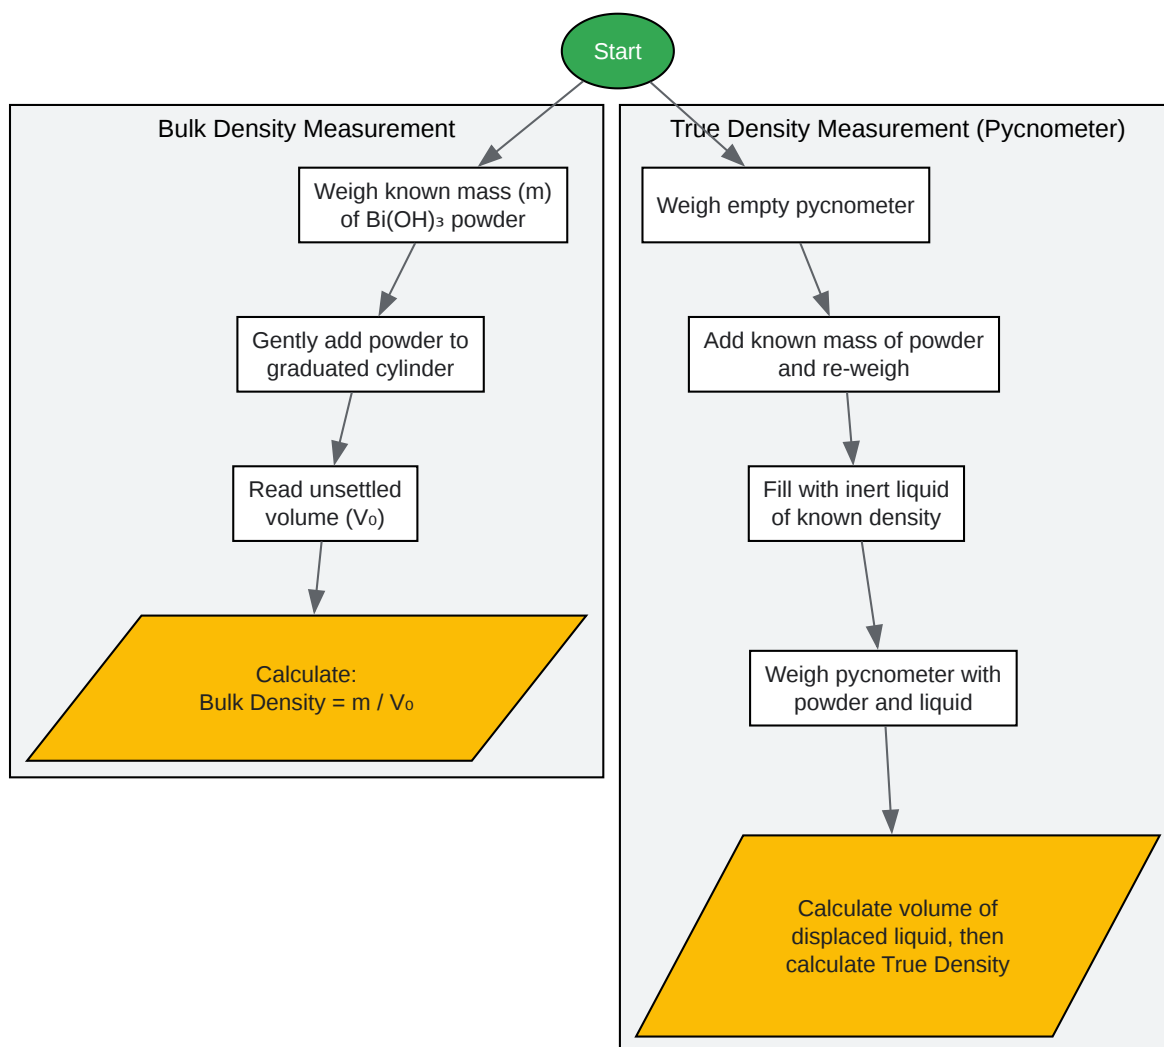 Start
Bulk Density Measurement
Weigh known mass (m)
of Bi(OH)₃ powder
Gently add powder to
graduated cylinder
Read unsettled
volume (V₀)
Calculate:
Bulk Density = m / V₀
True Density Measurement (Pycnometer)
Weigh empty pycnometer
Add known mass of powder
and re-weigh
Fill with inert liquid
of known density
Weigh pycnometer with
powder and liquid
Calculate volume of
displaced liquid, then
calculate True Density